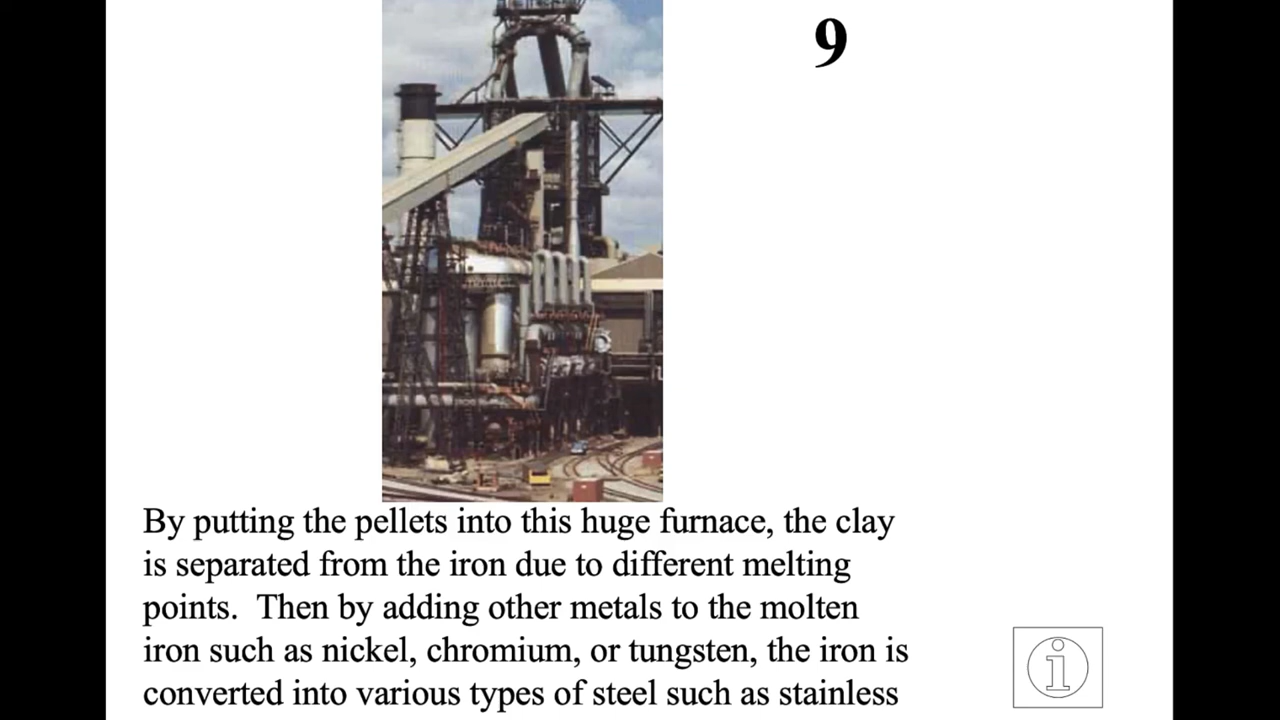 9
By putting the pellets into this huge furnace, the clay
is separated from the iron due to different melting
points.  Then by adding other metals to the molten
iron such as nickel, chromium, or tungsten, the iron is
converted into various types of steel such as stainless
i